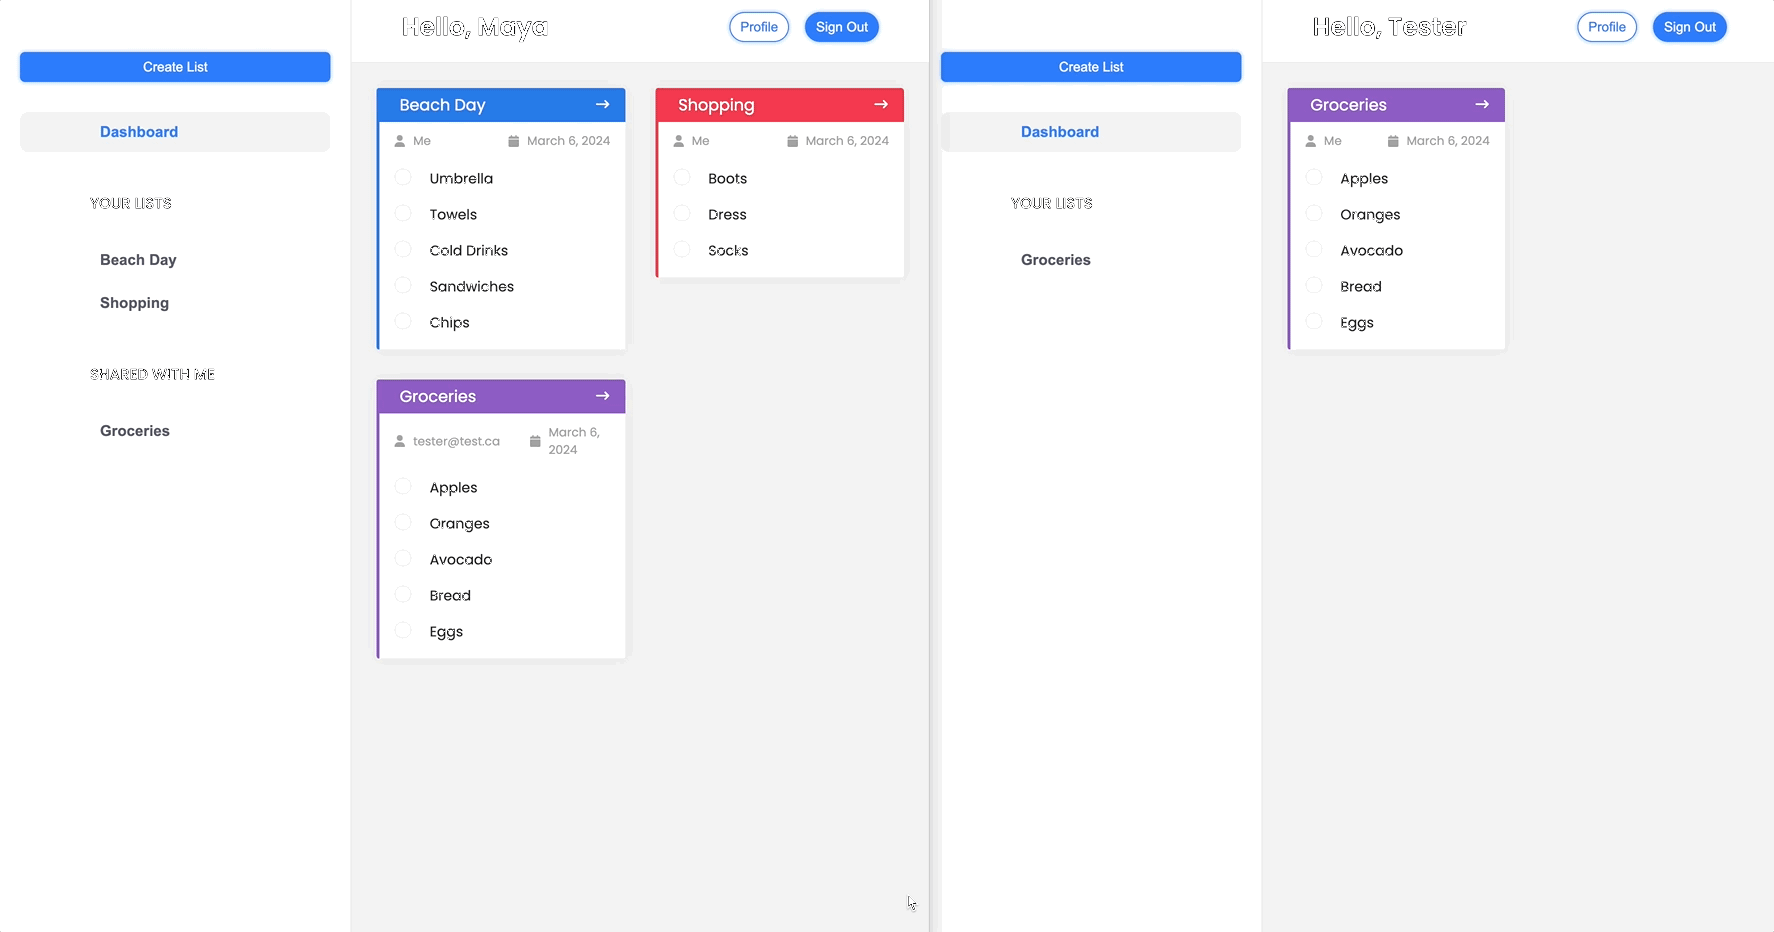 Hello, Maya
Profile
Sign Out
Create List
Dashboard
YOUR LISTS
Beach Day
Shopping
SHARED WITH ME
Groceries
Beach Day
Me
March 6, 2024
Umbrella
Towels
Cold Drinks
Sandwiches
Chips
Shopping
Me
March 6, 2024
Boots
Dress
Socks
Groceries
tester@test.ca
March 6,
2024
Apples
Oranges
Avocado
Bread
Eggs
Hello, Tester
Profile
Sign Out
Create List
Dashboard
YOUR LISTS
Groceries
Groceries
Me
March 6, 2024
Apples
Oranges
Avocado
Bread
Eggs